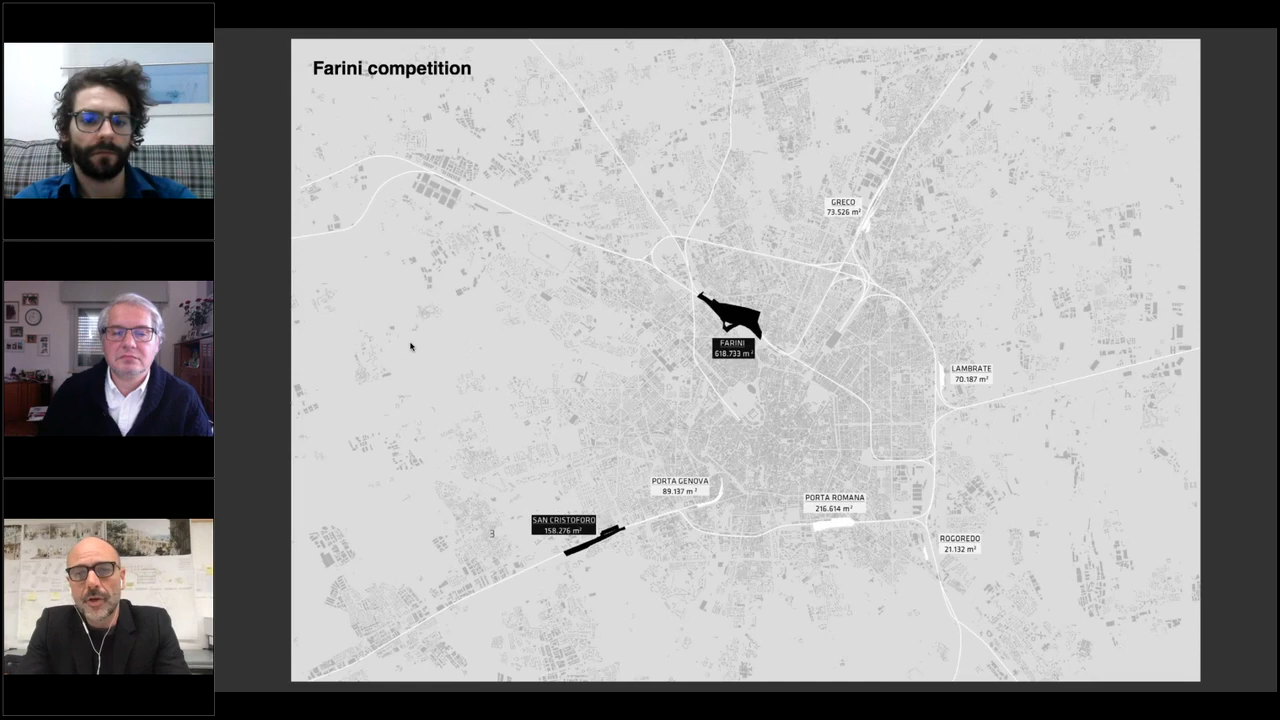 Farini competition
GRECO
73.526 m²
FARINI
618.733 m²
LAMBRATE
70.187 m²
PORTA GENOVA
89.137 m²
PORTA ROMANA
216.614 m²
SAN CRISTOFORO
158.276 m²
ROGOREDO
21.132 m²